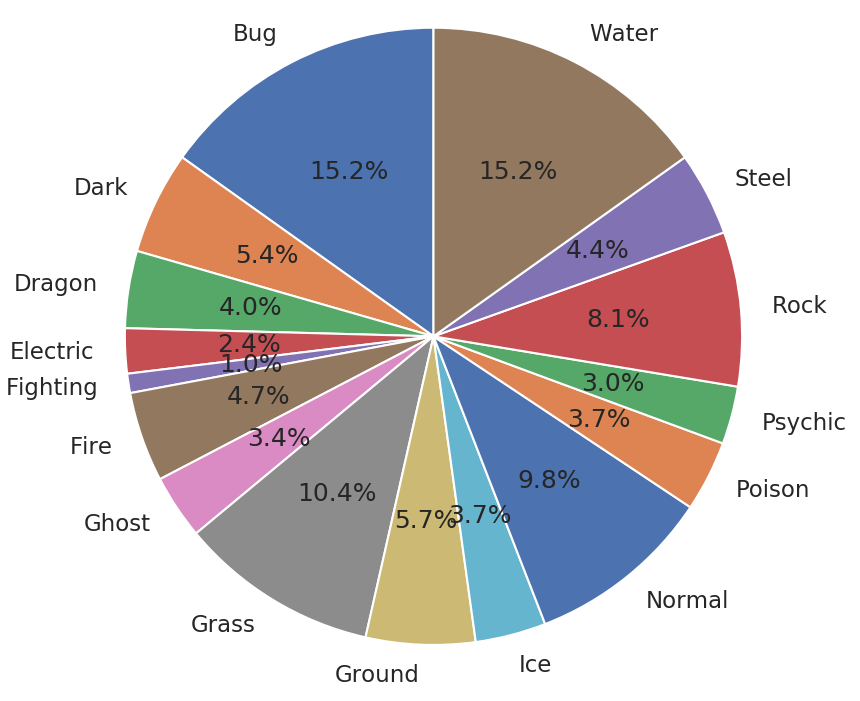 Bug
Water
15.2%
15.2%
Steel
Dark
4.4%
5.4%
Dragon
4.0%
Rock
8.1%
Electric
2.4%
1.0%
Fighting
3.0%
4.7%
Psychic
3.7%
Fire
3.4%
9.8%
Poison
10.4%
Ghost
5.7%
3.7%
Normal
Grass
Ice
Ground